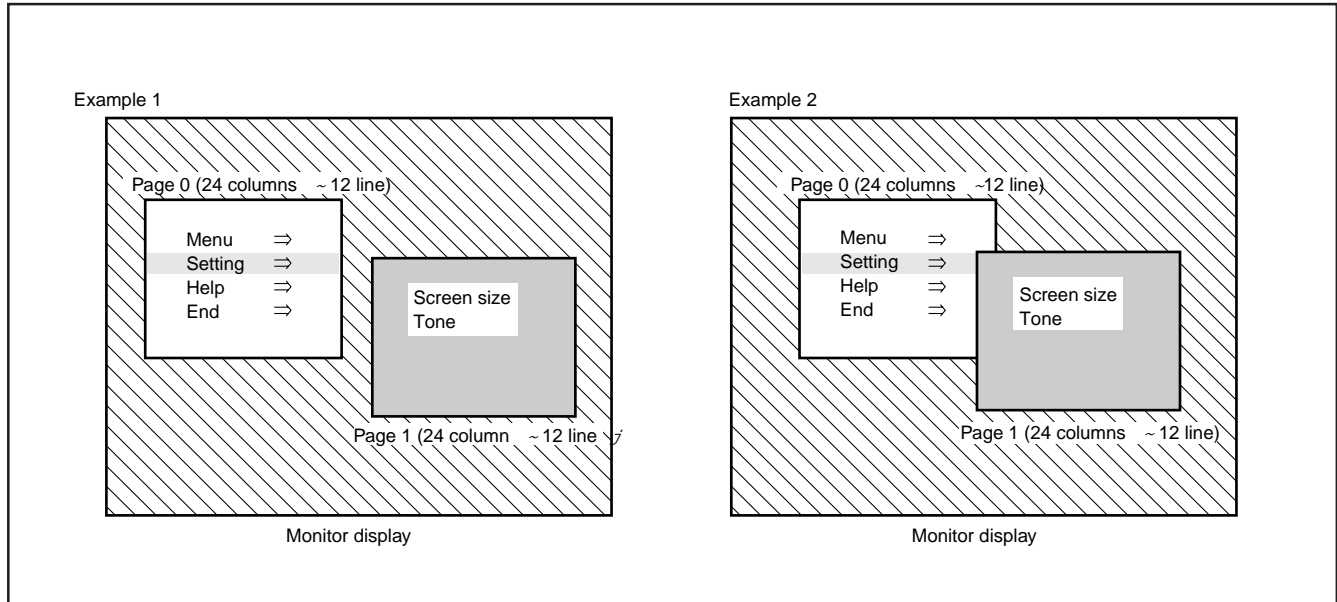 Example 1
Page 0 (24 columns ~ 12 line)
Menu ⇒
Setting ⇒
Help ⇒
End ⇒
Screen size
Tone
Page 1 (24 column ~ 12 line
Monitor display
Example 2
Page 0 (24 columns ~12 line)
Menu ⇒
Setting ⇒
Help ⇒
End ⇒
Screen size
Tone
Page 1 (24 columns ~ 12 line)
Monitor display